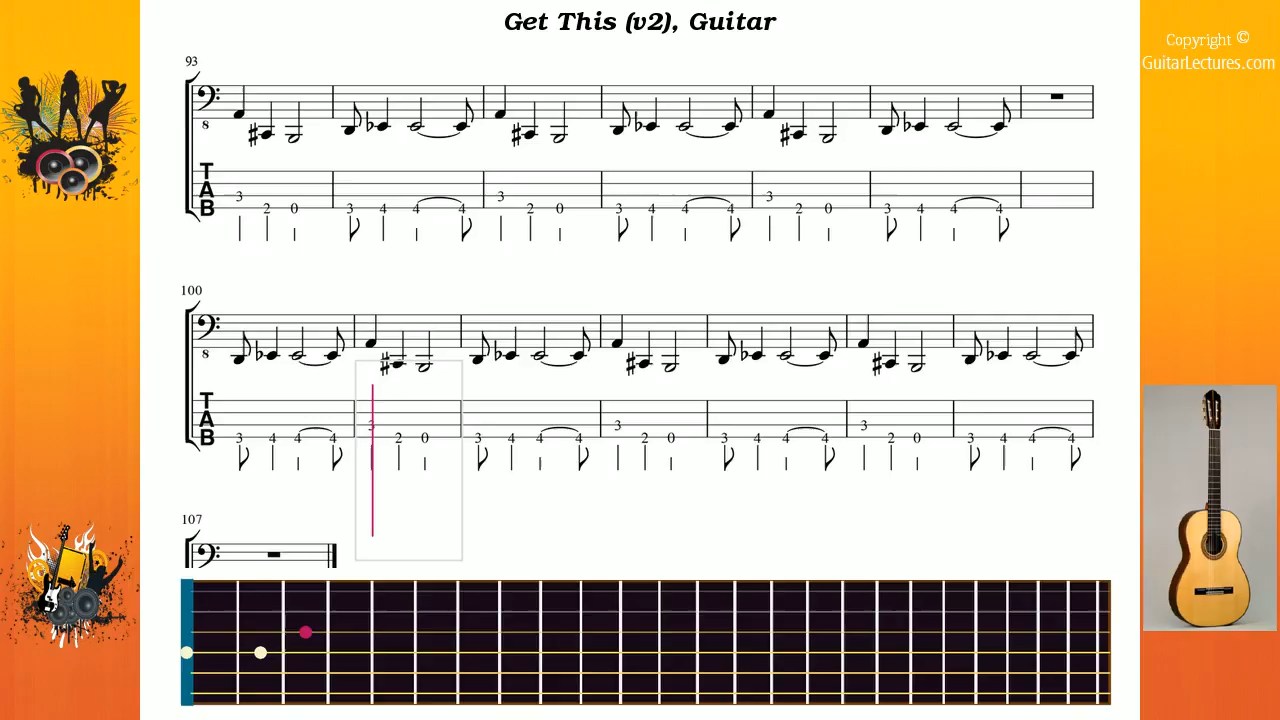 Get This (v2), Guitar
Copyright ©
GuitarLectures.com
93
8
T
A
B
3 2 0 3 4 4 4 3 2 0 3 4 4 4 3 2 0 3 4 4 4
100
8
T
A
B
3 4 4 4 3 2 0 3 4 4 4 3 2 0 3 4 4 4 3 2 0 3 4 4 4
107